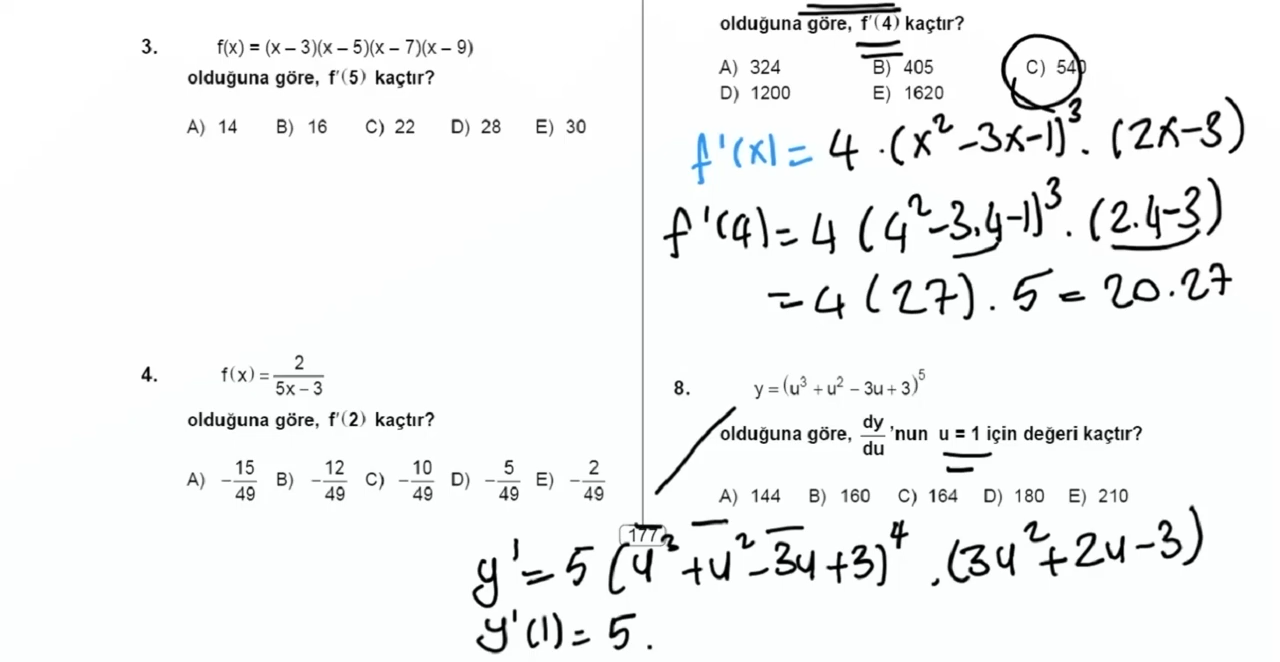 3. f(x) = (x – 3)(x – 5)(x – 7)(x – 9)
olduğuna göre, f'(5) kaçtır?
A) 14 B) 16 C) 22 D) 28 E) 30
4. f(x) = 2/(5x – 3)
olduğuna göre, f'(2) kaçtır?
A) –15/49 B) –12/49 C) –10/49 D) –5/49 E) –2/49
olduğuna göre, f'(4) kaçtır?
A) 324 B) 405 C) 540
D) 1200 E) 1620
f'(x) = 4 · (x² – 3x – 1)³ · (2x – 3)
f'(4) = 4 (4² – 3.4 – 1)³ · (2.4 – 3)
= 4 (27) . 5 = 20.27
8. y = (u³ + u² – 3u + 3)⁵
olduğuna göre, dy/du 'nun u = 1 için değeri kaçtır?
A) 144 B) 160 C) 164 D) 180 E) 210
177
y' = 5 (u³ + u² – 3u + 3)⁴ . (3u² + 2u – 3)
y'(1) = 5 .